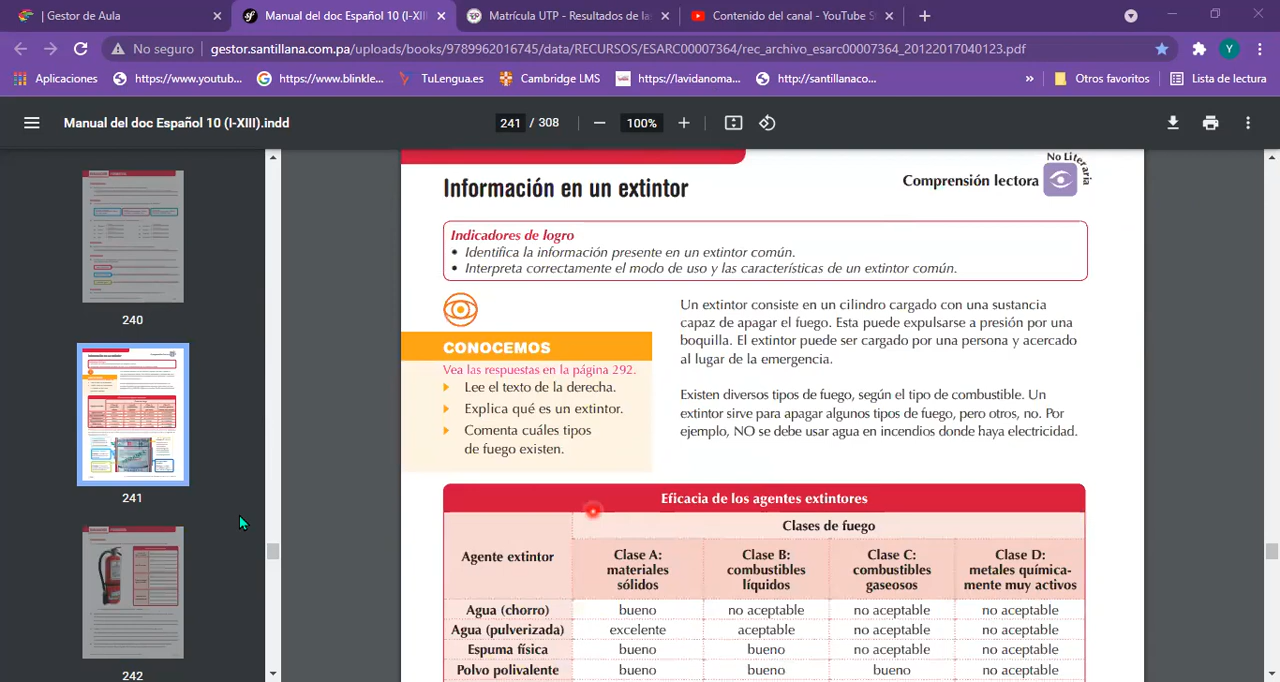 | Gestor de Aula
Manual del doc Español 10 (I-XIII
Matrícula UTP - Resultados de la
Contenido del canal - YouTube S
No seguro
gestor.santillana.com.pa/uploads/books/9789962016745/data/RECURSOS/ESARC00007364/rec_archivo_esarc00007364_20122017040123.pdf
Y
Aplicaciones
https://www.youtub...
https://www.blinkle...
TuLengua.es
Cambridge LMS
https://lavidanoma...
http://santillanaco...
»
Otros favoritos
Lista de lectura
Manual del doc Español 10 (I-XIII).indd
241 / 308
100%
240
241
242
Información en un extintor
Comprensión lectora
No Literaria
Indicadores de logro
• Identifica la información presente en un extintor común.
• Interpreta correctamente el modo de uso y las características de un extintor común.
CONOCEMOS
Vea las respuestas en la página 292.
Lee el texto de la derecha.
Explica qué es un extintor.
Comenta cuáles tipos
de fuego existen.
Un extintor consiste en un cilindro cargado con una sustancia
capaz de apagar el fuego. Esta puede expulsarse a presión por una
boquilla. El extintor puede ser cargado por una persona y acercado
al lugar de la emergencia.
Existen diversos tipos de fuego, según el tipo de combustible. Un
extintor sirve para apagar algunos tipos de fuego, pero otros, no. Por
ejemplo, NO se debe usar agua en incendios donde haya electricidad.
Eficacia de los agentes extintores
Agente extintor
Clases de fuego
Clase A:
materiales
sólidos
Clase B:
combustibles
líquidos
Clase C:
combustibles
gaseosos
Clase D:
metales química-
mente muy activos
Agua (chorro) bueno no aceptable no aceptable no aceptable
Agua (pulverizada) excelente aceptable no aceptable no aceptable
Espuma física bueno bueno no aceptable no aceptable
Polvo polivalente bueno bueno bueno no aceptable